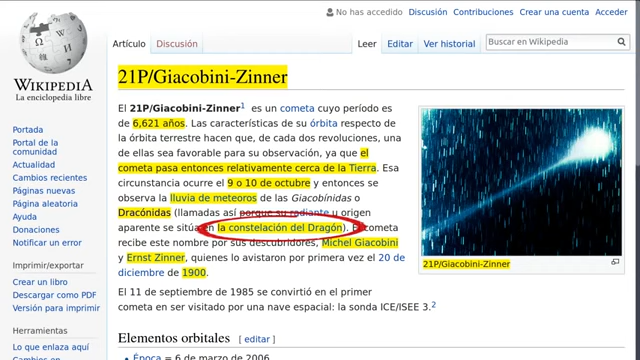 No has accedido Discusión Contribuciones Crear una cuenta Acceder
Artículo Discusión Leer Editar Ver historial Buscar en Wikipedia
WIKIPEDIA
La enciclopedia libre
Portada
Portal de la
comunidad
Actualidad
Cambios recientes
Páginas nuevas
Página aleatoria
Ayuda
Donaciones
Notificar un error
Imprimir/exportar
Crear un libro
Descargar como PDF
Versión para imprimir
Herramientas
Lo que enlaza aquí
Cambios en
21P/Giacobini-Zinner
El 21P/Giacobini-Zinner1 es un cometa cuyo período es
de 6,621 años. Las características de su órbita respecto de
la órbita terrestre hacen que, de cada dos revoluciones, una
de ellas sea favorable para su observación, ya que el
cometa pasa entonces relativamente cerca de la Tierra. Esa
circunstancia ocurre el 9 o 10 de octubre y entonces se
observa la lluvia de meteoros de las Giacobínidas o
Dracónidas (llamadas así porque su radiante u origen
aparente se sitúa en la constelación del Dragón). El cometa
recibe este nombre por sus descubridores, Michel Giacobini
y Ernst Zinner, quienes lo avistaron por primera vez el 20 de
diciembre de 1900.
El 11 de septiembre de 1985 se convirtió en el primer
cometa en ser visitado por una nave espacial: la sonda ICE/ISEE 3.2
21P/Giacobini-Zinner
Elementos orbitales [ editar ]
• Época = 6 de marzo de 2006